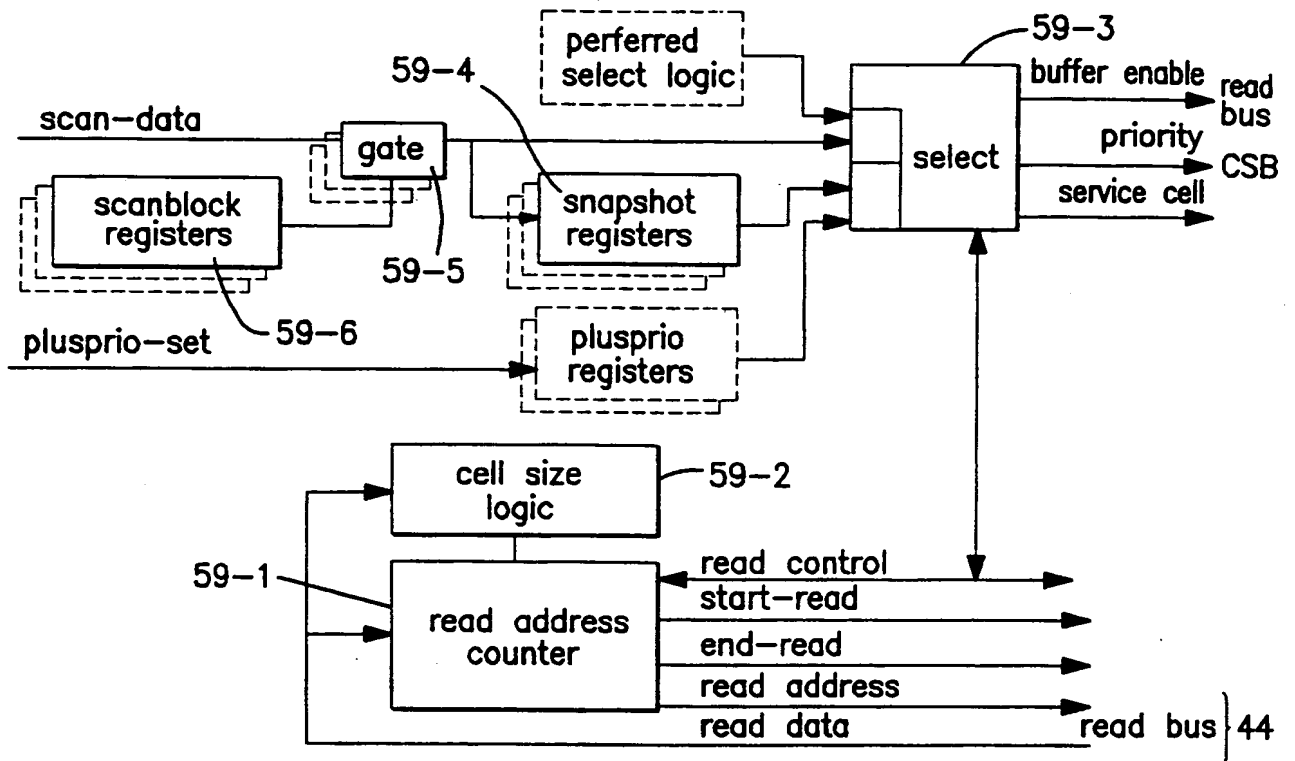 perferred
select logic
59-3
59-4
buffer enable
read
bus
scan-data
59-5
gate
priority
select
CSB
scanblock
registers
snapshot
registers
service cell
59-5
59-6
plusprio-set
plusprio
registers
cell size
logic
59-2
59-1
read control
start-read
read address
counter
end-read
read address
read data
read bus
44